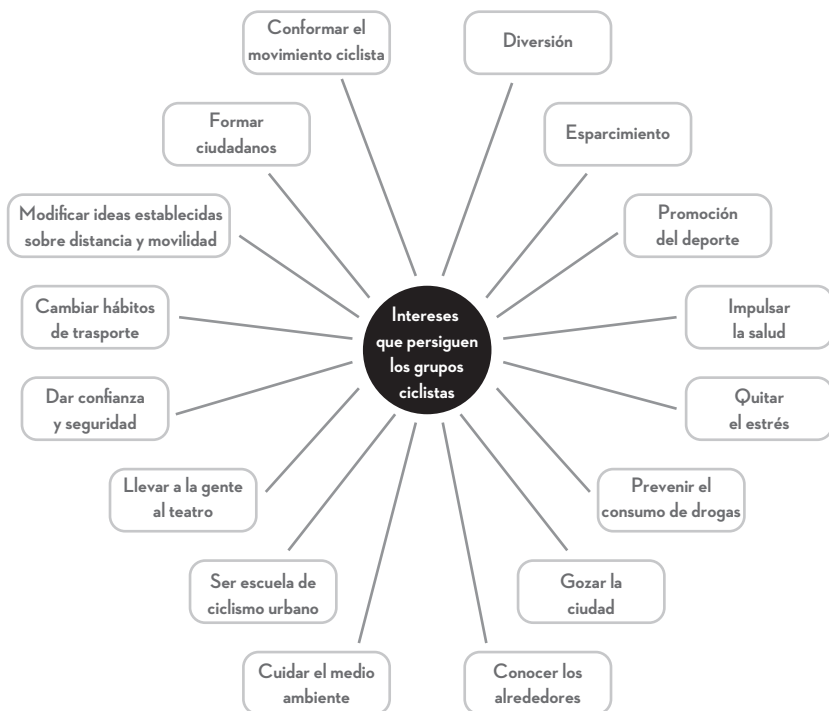 Conformar el
movimiento ciclista
Diversión
Formar
ciudadanos
Esparcimiento
Modificar ideas establecidas
sobre distancia y movilidad
Promoción
del deporte
Cambiar hábitos
de trasporte
Intereses
que persiguen
los grupos
ciclistas
Impulsar
la salud
Dar confianza
y seguridad
Quitar
el estrés
Llevar a la gente
al teatro
Prevenir el
consumo de drogas
Ser escuela de
ciclismo urbano
Gozar la
ciudad
Cuidar el medio
ambiente
Conocer los
alrededores